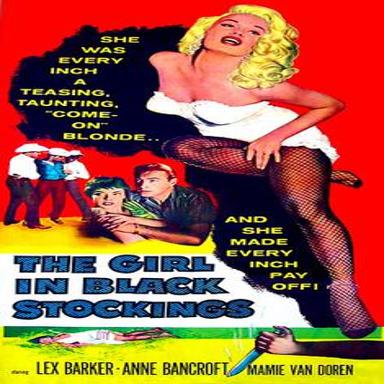 SHE
WAS
EVERY
INCH
A
TEASING,
TAUNTING,
"COME-
ON"
BLONDE..
AND
SHE
MADE
EVERY
INCH
PAY
OFF!
THE GIRL
IN BLACK
STOCKINGS
starring LEX BARKER · ANNE BANCROFT MAMIE VAN DOREN